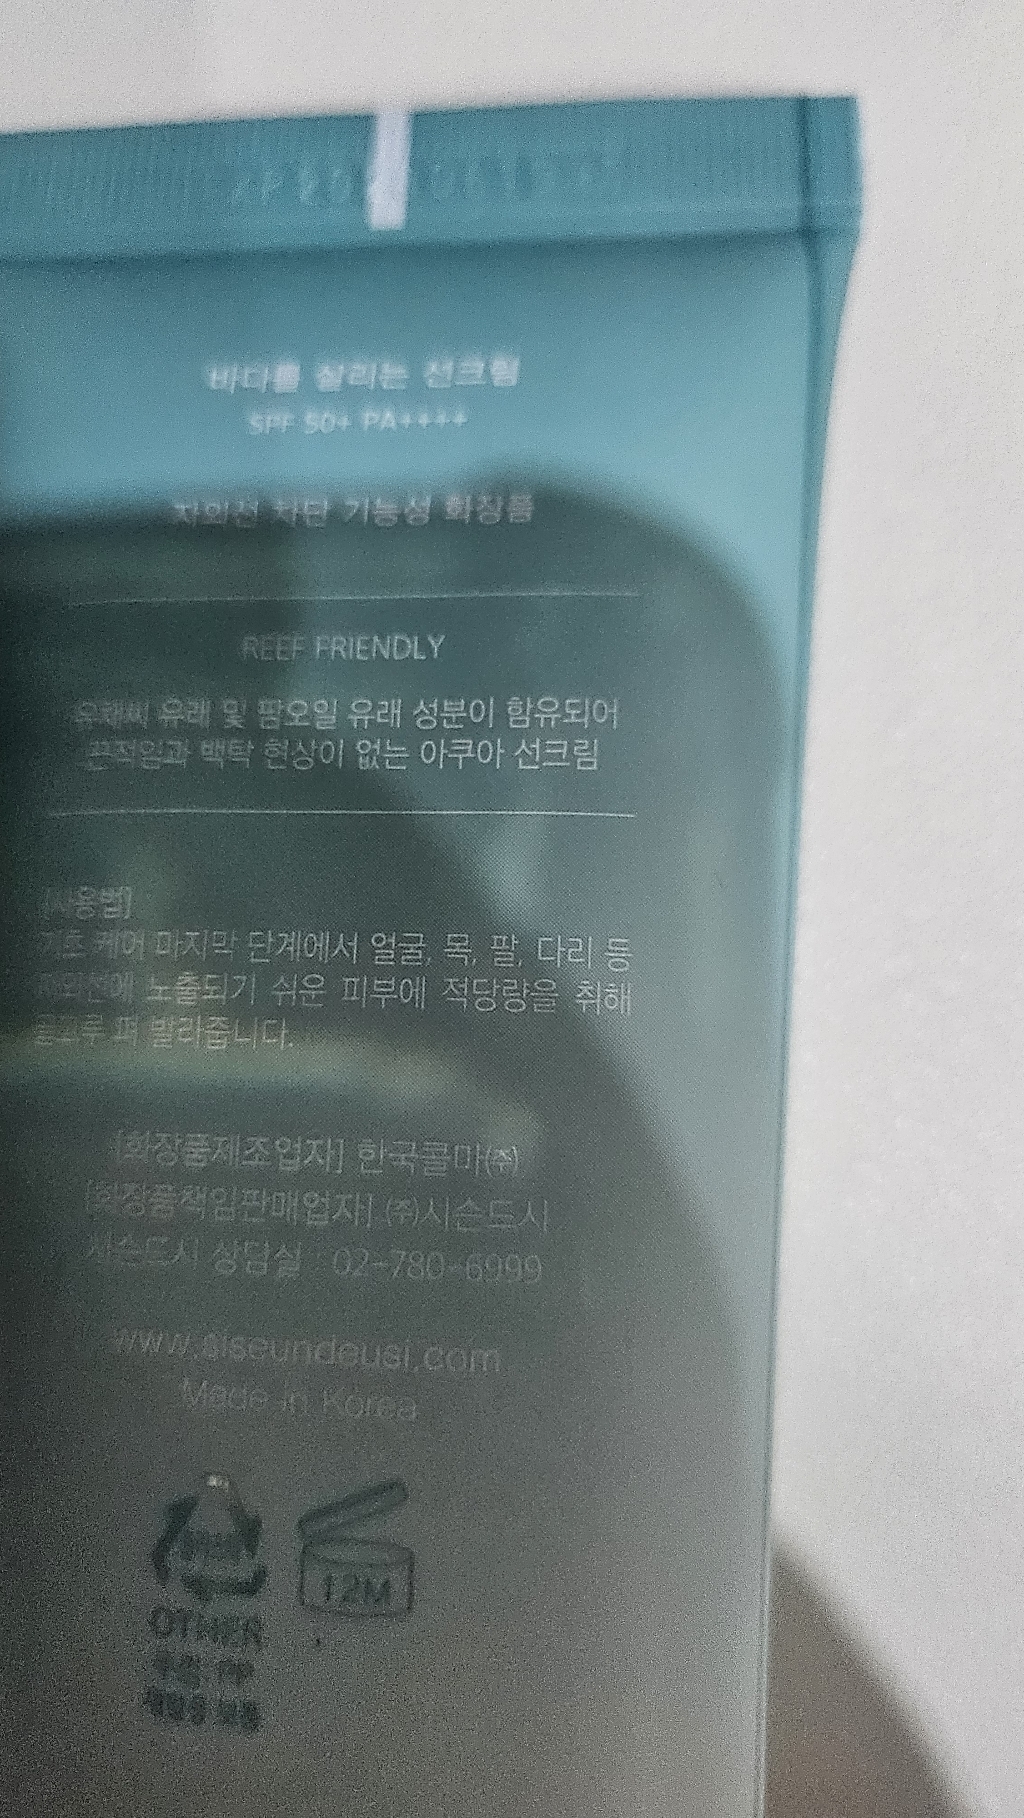 바다를 살리는 선크림
SPF 50+ PA++++
자외선 차단 기능성 화장품
REEF FRIENDLY
유채씨 유래 및 팜오일 유래 성분이 함유되어
끈적임과 백탁 현상이 없는 아쿠아 선크림
[사용법]
기초 케어 마지막 단계에서 얼굴, 목, 팔, 다리 등
자외선에 노출되기 쉬운 피부에 적당량을 취해
골고루 펴 발라줍니다.
[화장품제조업자] 한국콜마㈜
[화장품책임판매업자] ㈜시슨드시
시슨드시 상담실 : 02-780-6999
www.siseundeusi.com
Made in Korea
12M
OTHER